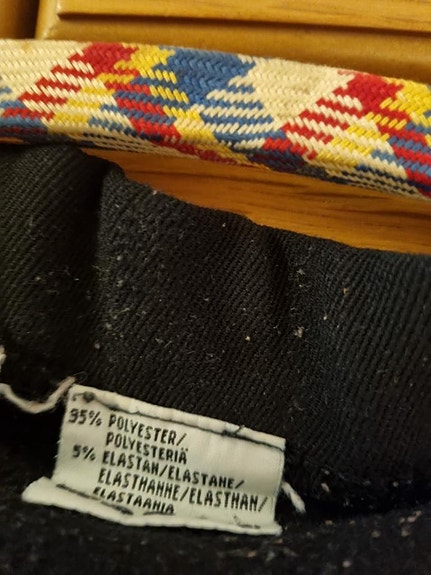 95% POLYESTER/
POLYESTERIÄ
5% ELASTAN/ELASTANE/
ELASTHANNE/ELASTHAN/
ELASTAANIA